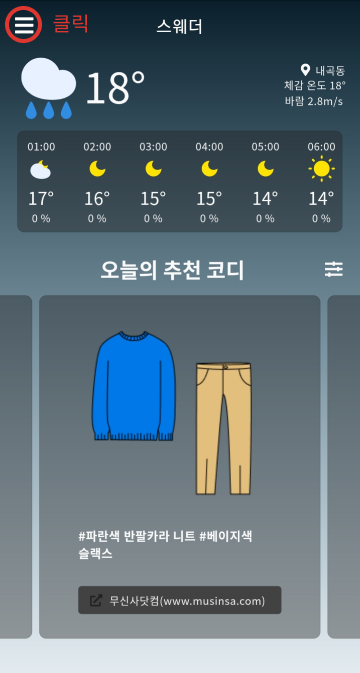 클릭
스웨더
18°
내곡동
체감 온도 18°
바람 2.8m/s
01:00 02:00 03:00 04:00 05:00 06:00
17° 16° 15° 15° 14° 14°
0 % 0 % 0 % 0 % 0 % 0 %
오늘의 추천 코디
#파란색 반팔카라 니트 #베이지색
슬랙스
무신사닷컴(www.musinsa.com)